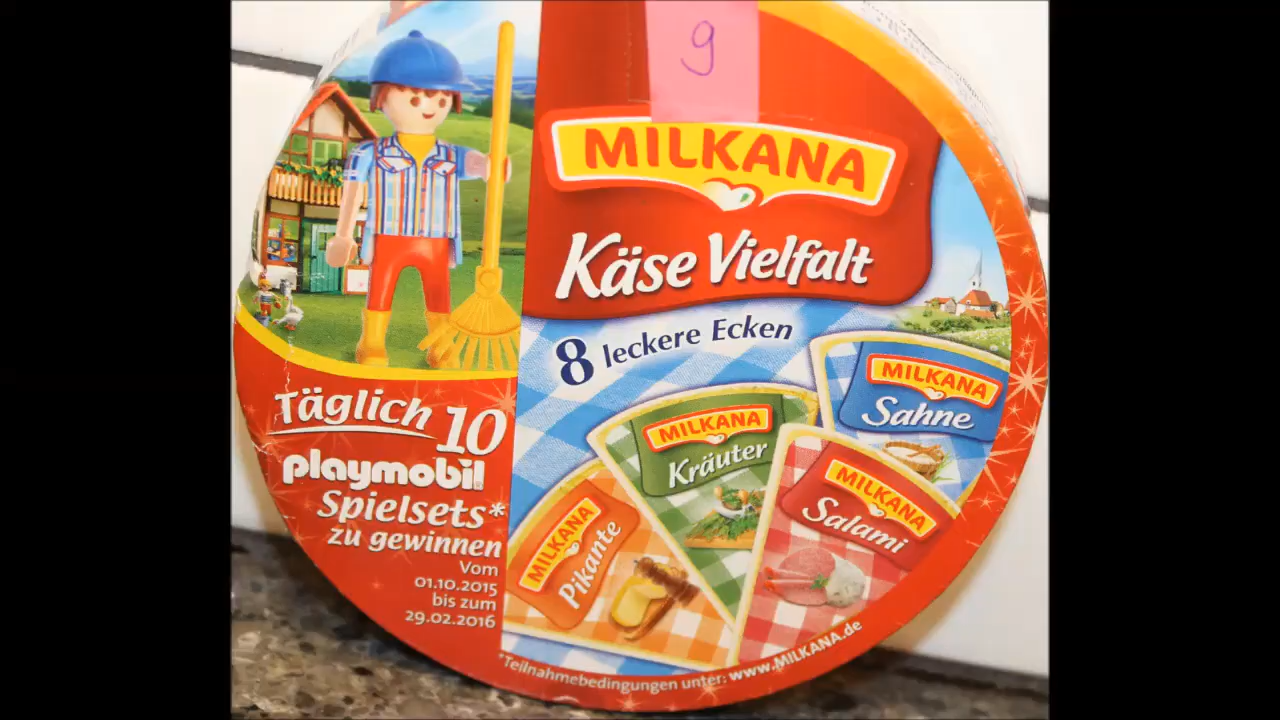 9
MILKANA
Käse Vielfalt
8 leckere Ecken
MILKANA
Sahne
MILKANA
Kräuter
MILKANA
Salami
MILKANA
Pikante
Täglich 10
playmobil
Spielsets*
zu gewinnen
Vom
01.10.2015
bis zum
29.02.2016
*Teilnahmebedingungen unter: www.MILKANA.de